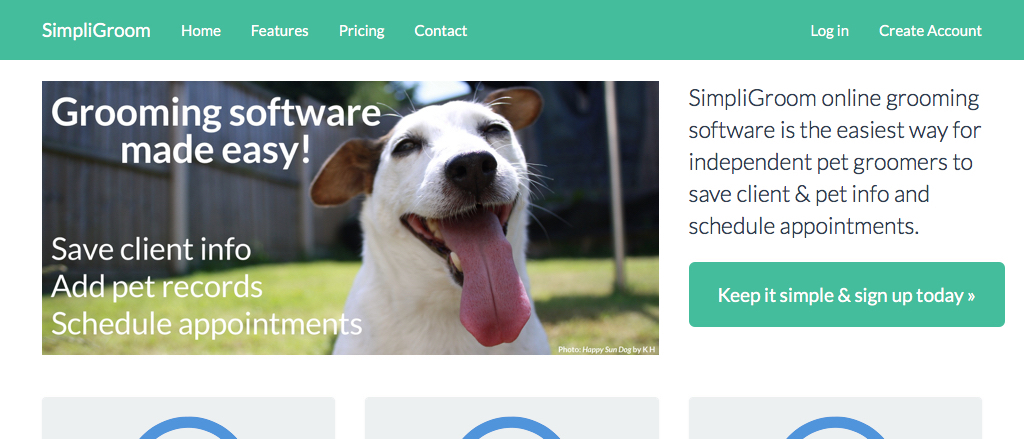 SimpliGroom Home Features Pricing Contact Log in Create Account
Grooming software
made easy!
Save client info
Add pet records
Schedule appointments
Photo: Happy Sun Dog by K H
SimpliGroom online grooming
software is the easiest way for
independent pet groomers to
save client & pet info and
schedule appointments.
Keep it simple & sign up today »